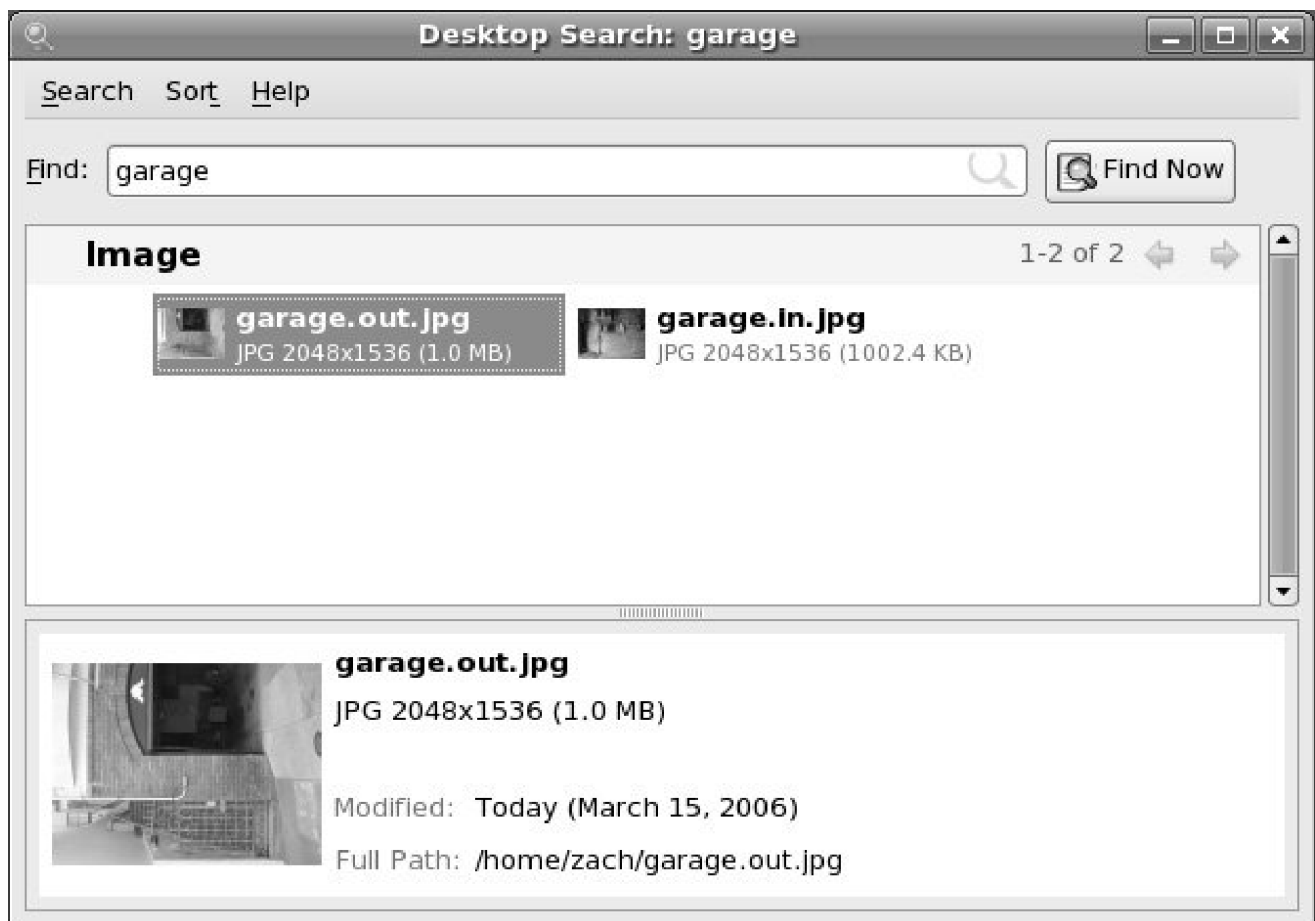 Desktop Search: garage
Search Sort Help
Find: garage Find Now
Image 1-2 of 2
garage.out.jpg garage.in.jpg
JPG 2048x1536 (1.0 MB) JPG 2048x1536 (1002.4 KB)
garage.out.jpg
JPG 2048x1536 (1.0 MB)
Modified: Today (March 15, 2006)
Full Path: /home/zach/garage.out.jpg